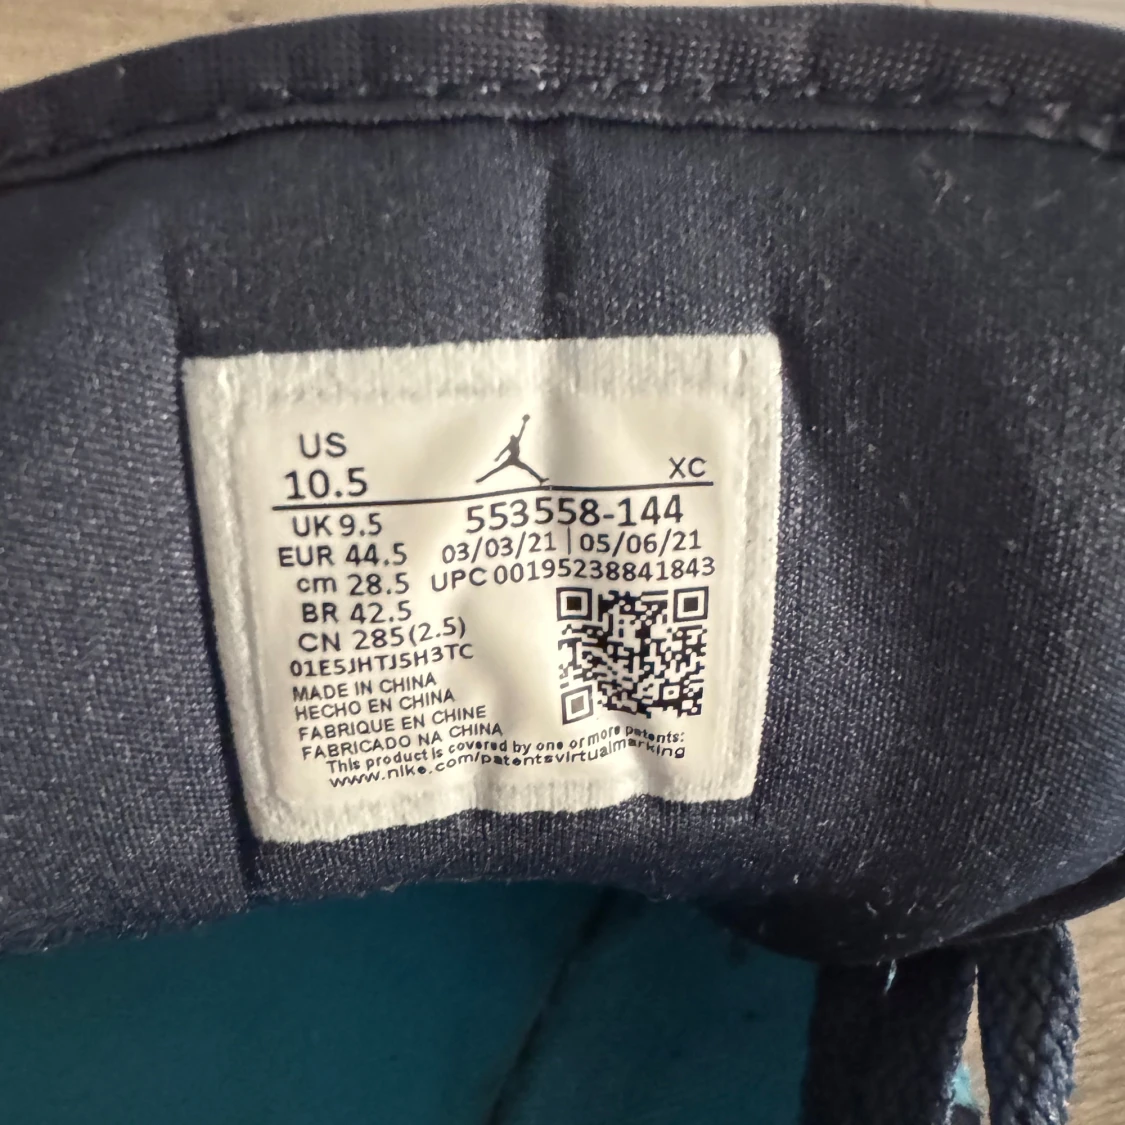 US
10.5
XC
UK 9.5
553558-144
EUR 44.5
03/03/21 | 05/06/21
cm 28.5
UPC 00195238841843
BR 42.5
CN 285(2.5)
01E5JHTJ5H3TC
MADE IN CHINA
HECHO EN CHINA
FABRIQUE EN CHINE
FABRICADO NA CHINA
This product is covered by one or more patents:
www.nike.com/patentsvirtualmarking